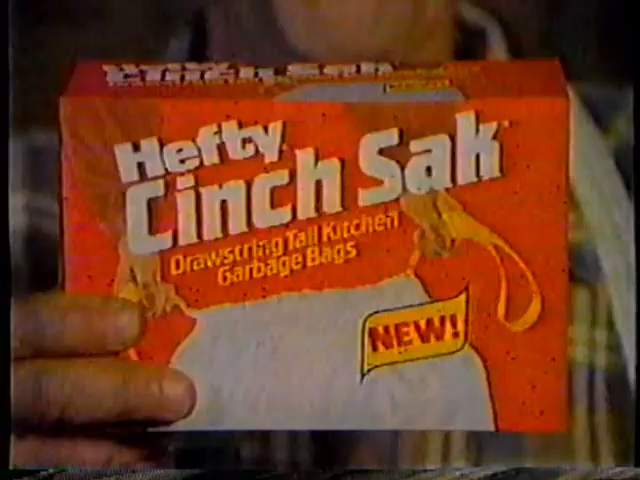 Hefty
Cinch Sak
Drawstring Tall Kitchen
Garbage Bags
NEW!